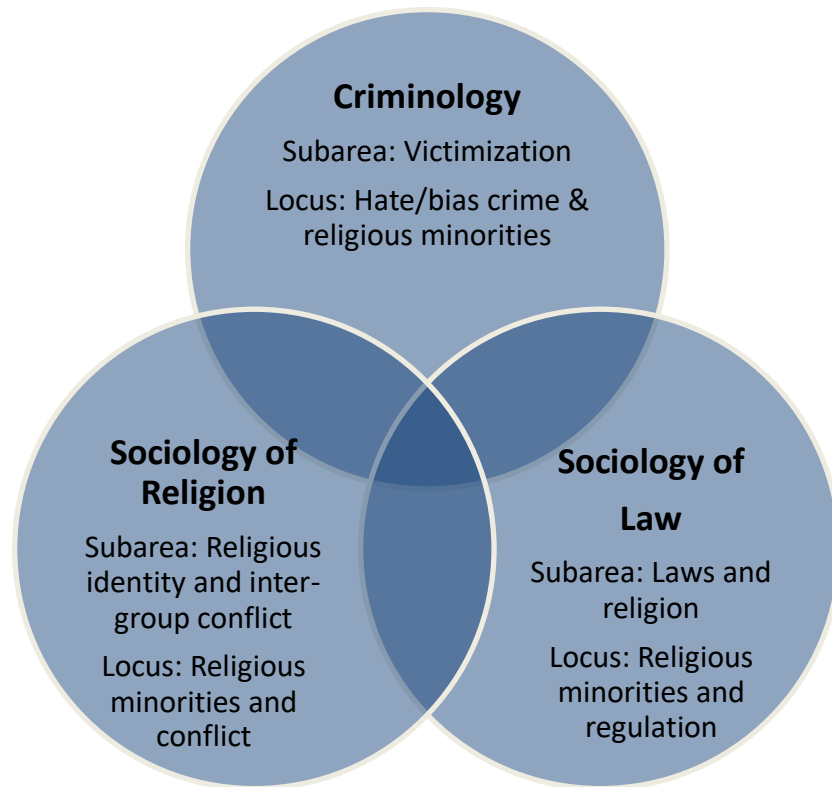 Criminology
Subarea: Victimization
Locus: Hate/bias crime &
religious minorities
Sociology of
Religion
Subarea: Religious
identity and inter-
group conflict
Locus: Religious
minorities and
conflict
Sociology of
Law
Subarea: Laws and
religion
Locus: Religious
minorities and
regulation